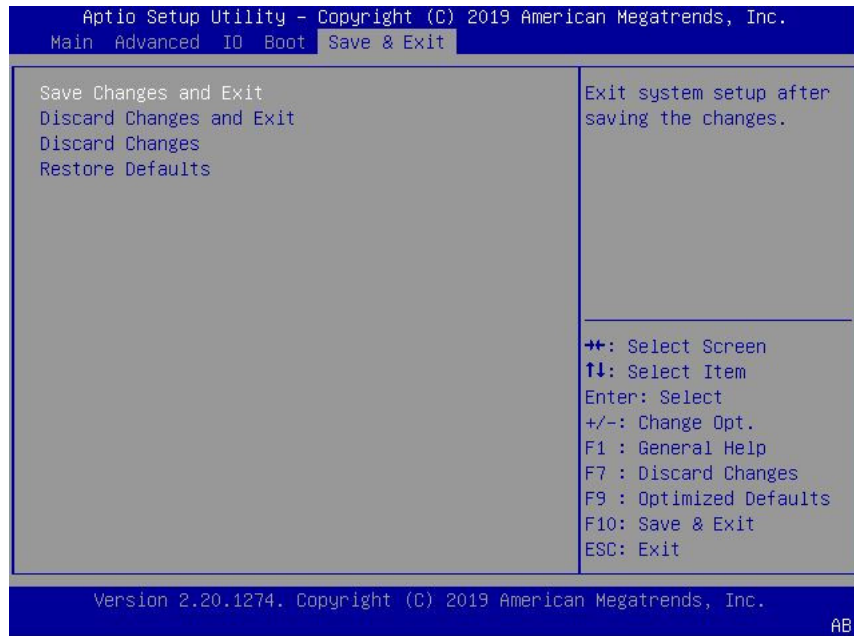 Aptio Setup Utility – Copyright (C) 2019 American Megatrends, Inc.
Main Advanced IO Boot Save & Exit
Save Changes and Exit
Discard Changes and Exit
Discard Changes
Restore Defaults
Exit system setup after
saving the changes.
→←: Select Screen
↑↓: Select Item
Enter: Select
+/-: Change Opt.
F1 : General Help
F7 : Discard Changes
F9 : Optimized Defaults
F10: Save & Exit
ESC: Exit
Version 2.20.1274. Copyright (C) 2019 American Megatrends, Inc.
AB